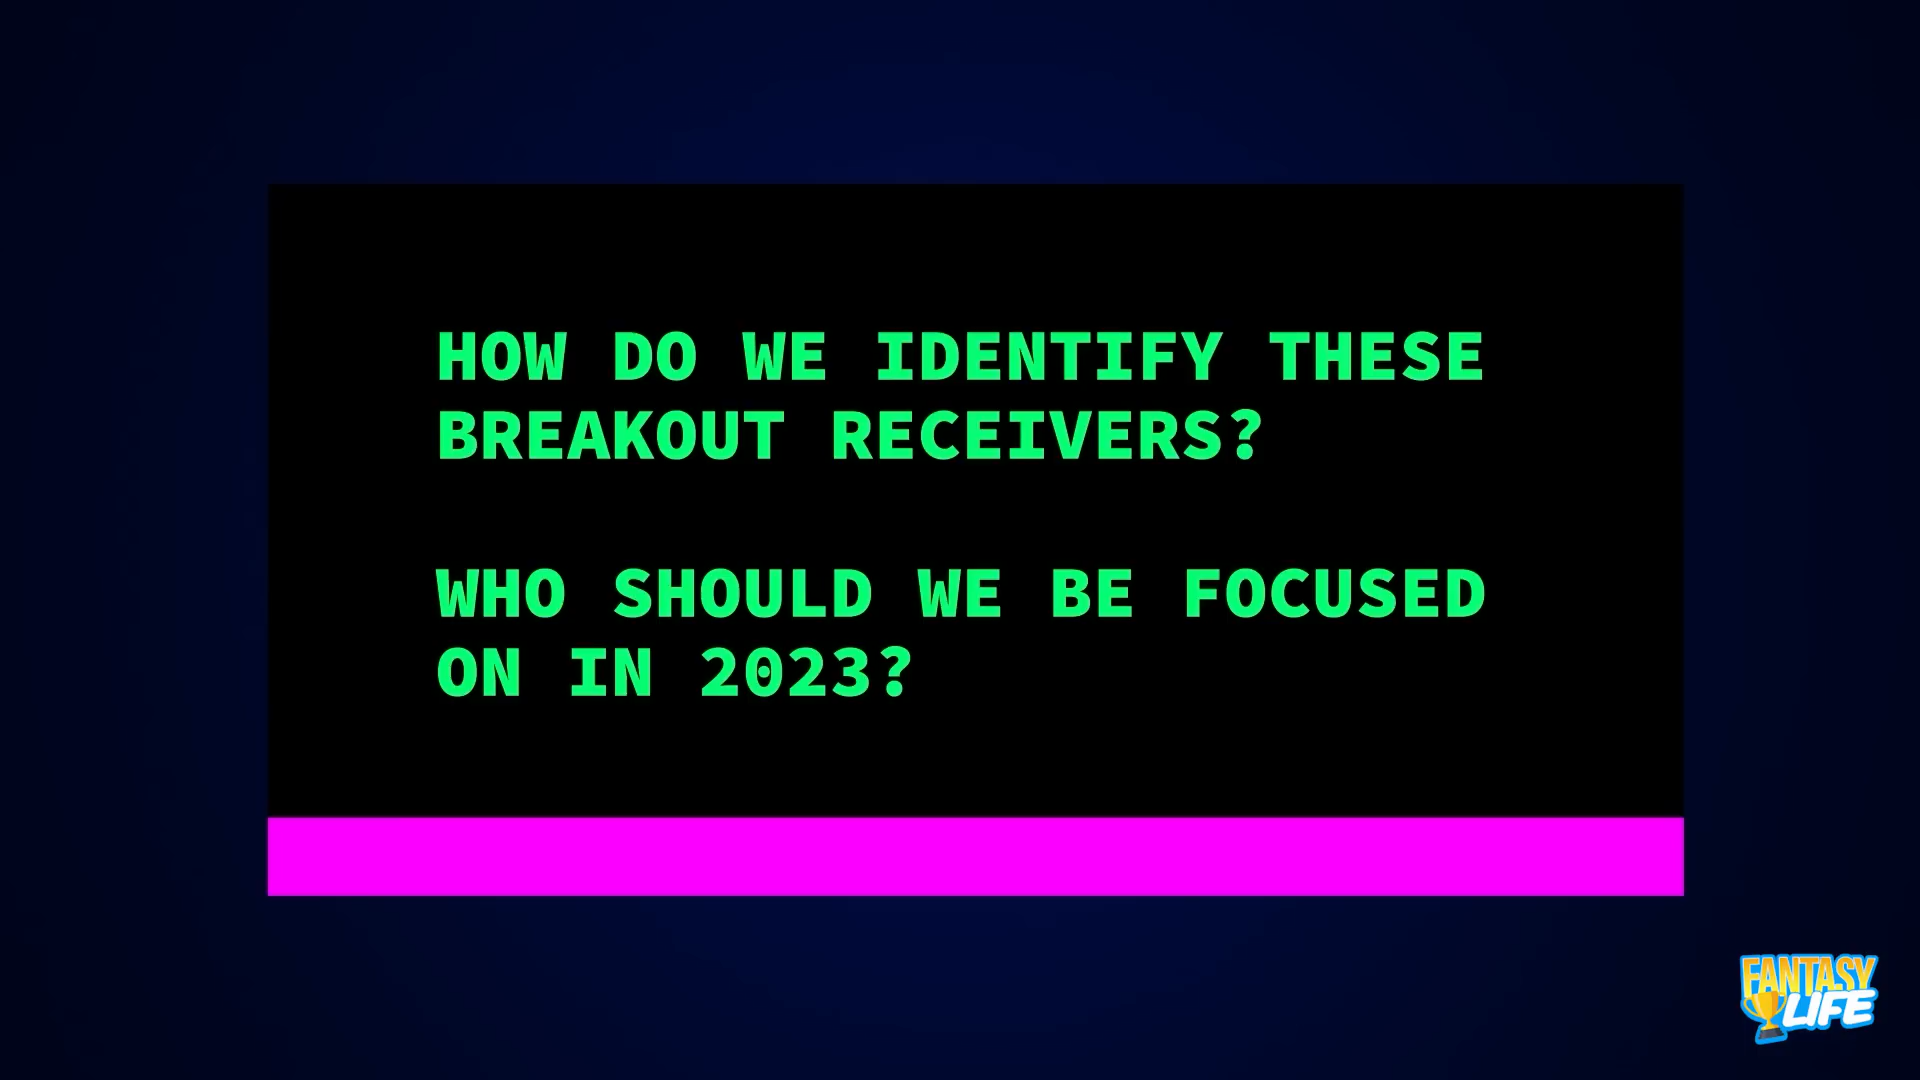 HOW DO WE IDENTIFY THESE
BREAKOUT RECEIVERS?
WHO SHOULD WE BE FOCUSED
ON IN 2023?
FANTASY
LIFE